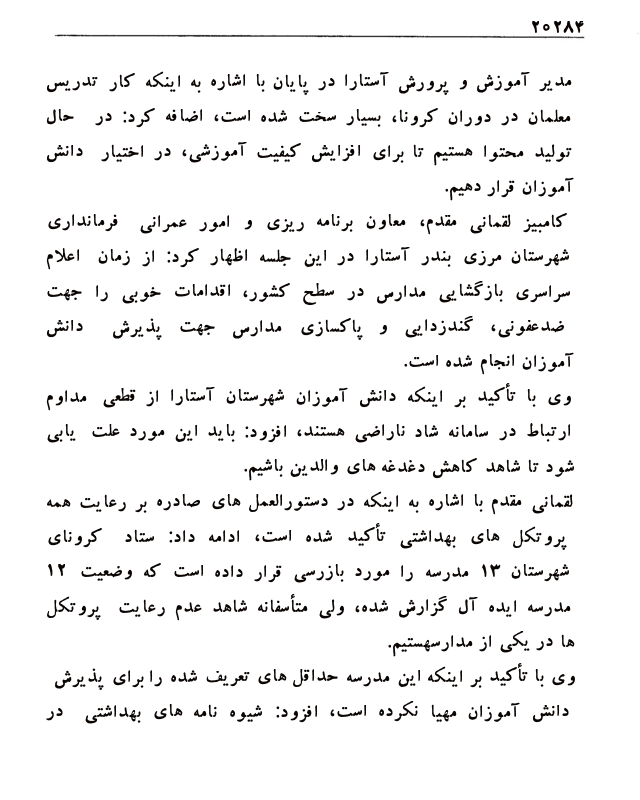 ۲۰۲۸۴
مدیر آموزش و پرورش آستارا در پایان با اشاره به اینکه کار تدریس
معلمان در دوران کرونا، بسیار سخت شده است، اضافه کرد: در حال
تولید محتوا هستیم تا برای افزایش کیفیت آموزشی، در اختیار دانش
آموزان قرار دهیم.
کامبیز لقمانی مقدم، معاون برنامه ریزی و امور عمرانی فرمانداری
شهرستان مرزی بندر آستارا در این جلسه اظهار کرد: از زمان اعلام
سراسری بازگشایی مدارس در سطح کشور، اقدامات خوبی را جهت
ضدعفونی، گندزدایی و پاکسازی مدارس جهت پذیرش دانش
آموزان انجام شده است.
وی با تأکید بر اینکه دانش آموزان شهرستان آستارا از قطعی مداوم
ارتباط در سامانه شاد ناراضی هستند، افزود: باید این مورد علت یابی
شود تا شاهد کاهش دغدغه های والدین باشیم.
لقمانی مقدم با اشاره به اینکه در دستورالعمل های صادره بر رعایت همه
پروتکل های بهداشتی تأکید شده است، ادامه داد: ستاد کرونای
شهرستان ۱۳ مدرسه را مورد بازرسی قرار داده است که وضعیت ۱۲
مدرسه ایده آل گزارش شده، ولی متأسفانه شاهد عدم رعایت پروتکل
ها در یکی از مدارسهستیم.
وی با تأکید بر اینکه این مدرسه حداقل های تعریف شده رابرای پذیرش
دانش آموزان مهیا نکرده است، افزود: شیوه نامه های بهداشتی در